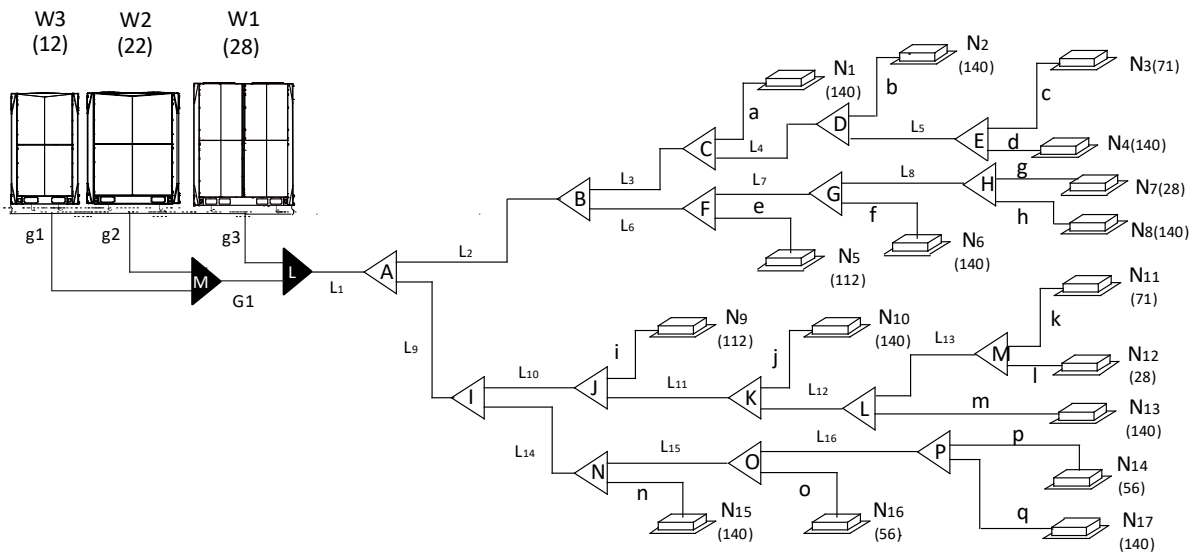 W3
(12)
W2
(22)
W1
(28)
g1
g2
g3
M
L
G1
L1
A
L2
L9
B
L3
L6
C
a
N1
(140)
L4
D
b
N2
(140)
L5
E
c
N3(71)
d
N4(140)
F
L7
e
N5
(112)
G
L8
f
N6
(140)
H
g
N7(28)
h
N8(140)
I
L10
L14
J
i
N9
(112)
L11
K
j
N10
(140)
L12
L
L13
M
k
N11
(71)
l
N12
(28)
m
N13
(140)
N
L15
n
N15
(140)
O
L16
o
N16
(56)
P
p
N14
(56)
q
N17
(140)